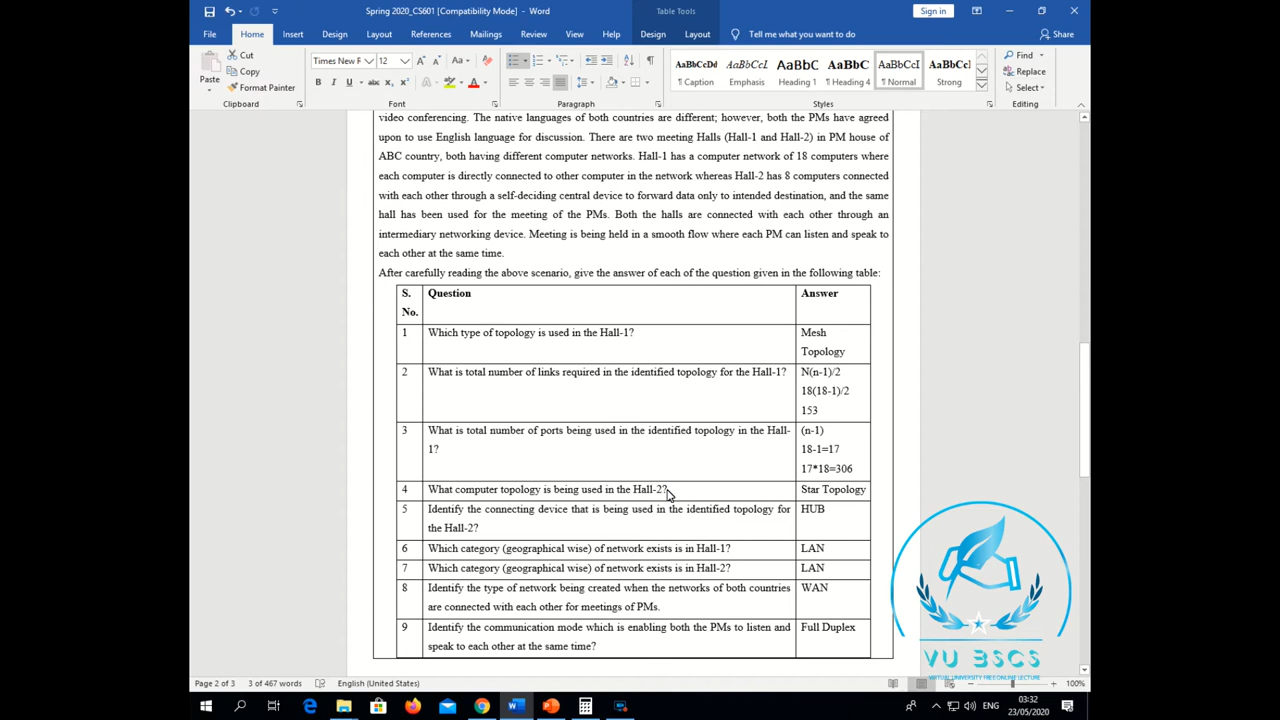 Spring 2020_CS601 [Compatibility Mode] - Word
Table Tools
Sign in
File Home Insert Draw Design Layout References Mailings Review View Help Design Layout Tell me what you want to do Share
Paste
Cut
Copy
Format Painter
Clipboard
Times New R 12
B I U abc x₂ x²
Font
Paragraph
AaBbCcDd AaBbCcL AaBbC AaBbC AaBbCcI AaBbCc
¶ Caption Emphasis Heading 1 ¶ Heading 4 ¶ Normal Strong
Styles
Find
Replace
Select
Editing
video conferencing. The native languages of both countries are different; however, both the PMs have agreed
upon to use English language for discussion. There are two meeting Halls (Hall-1 and Hall-2) in PM house of
ABC country, both having different computer networks. Hall-1 has a computer network of 18 computers where
each computer is directly connected to other computer in the network whereas Hall-2 has 8 computers connected
with each other through a self-deciding central device to forward data only to intended destination, and the same
hall has been used for the meeting of the PMs. Both the halls are connected with each other through an
intermediary networking device. Meeting is being held in a smooth flow where each PM can listen and speak to
each other at the same time.
After carefully reading the above scenario, give the answer of each of the question given in the following table:
S. No. Question Answer
1 Which type of topology is used in the Hall-1? Mesh
Topology
2 What is total number of links required in the identified topology for the Hall-1? N(n-1)/2
18(18-1)/2
153
3 What is total number of ports being used in the identified topology in the Hall- (n-1)
1? 18-1=17
17*18=306
4 What computer topology is being used in the Hall-2? Star Topology
5 Identify the connecting device that is being used in the identified topology for HUB
the Hall-2?
6 Which category (geographical wise) of network exists is in Hall-1? LAN
7 Which category (geographical wise) of network exists is in Hall-2? LAN
8 Identify the type of network being created when the networks of both countries WAN
are connected with each other for meetings of PMs.
9 Identify the communication mode which is enabling both the PMs to listen and Full Duplex
speak to each other at the same time?
VU BSCS
VIRTUAL UNIVERSITY FREE ONLINE LECTURE
Page 2 of 3 3 of 467 words English (United States) 100%
ENG
03:32
23/05/2020